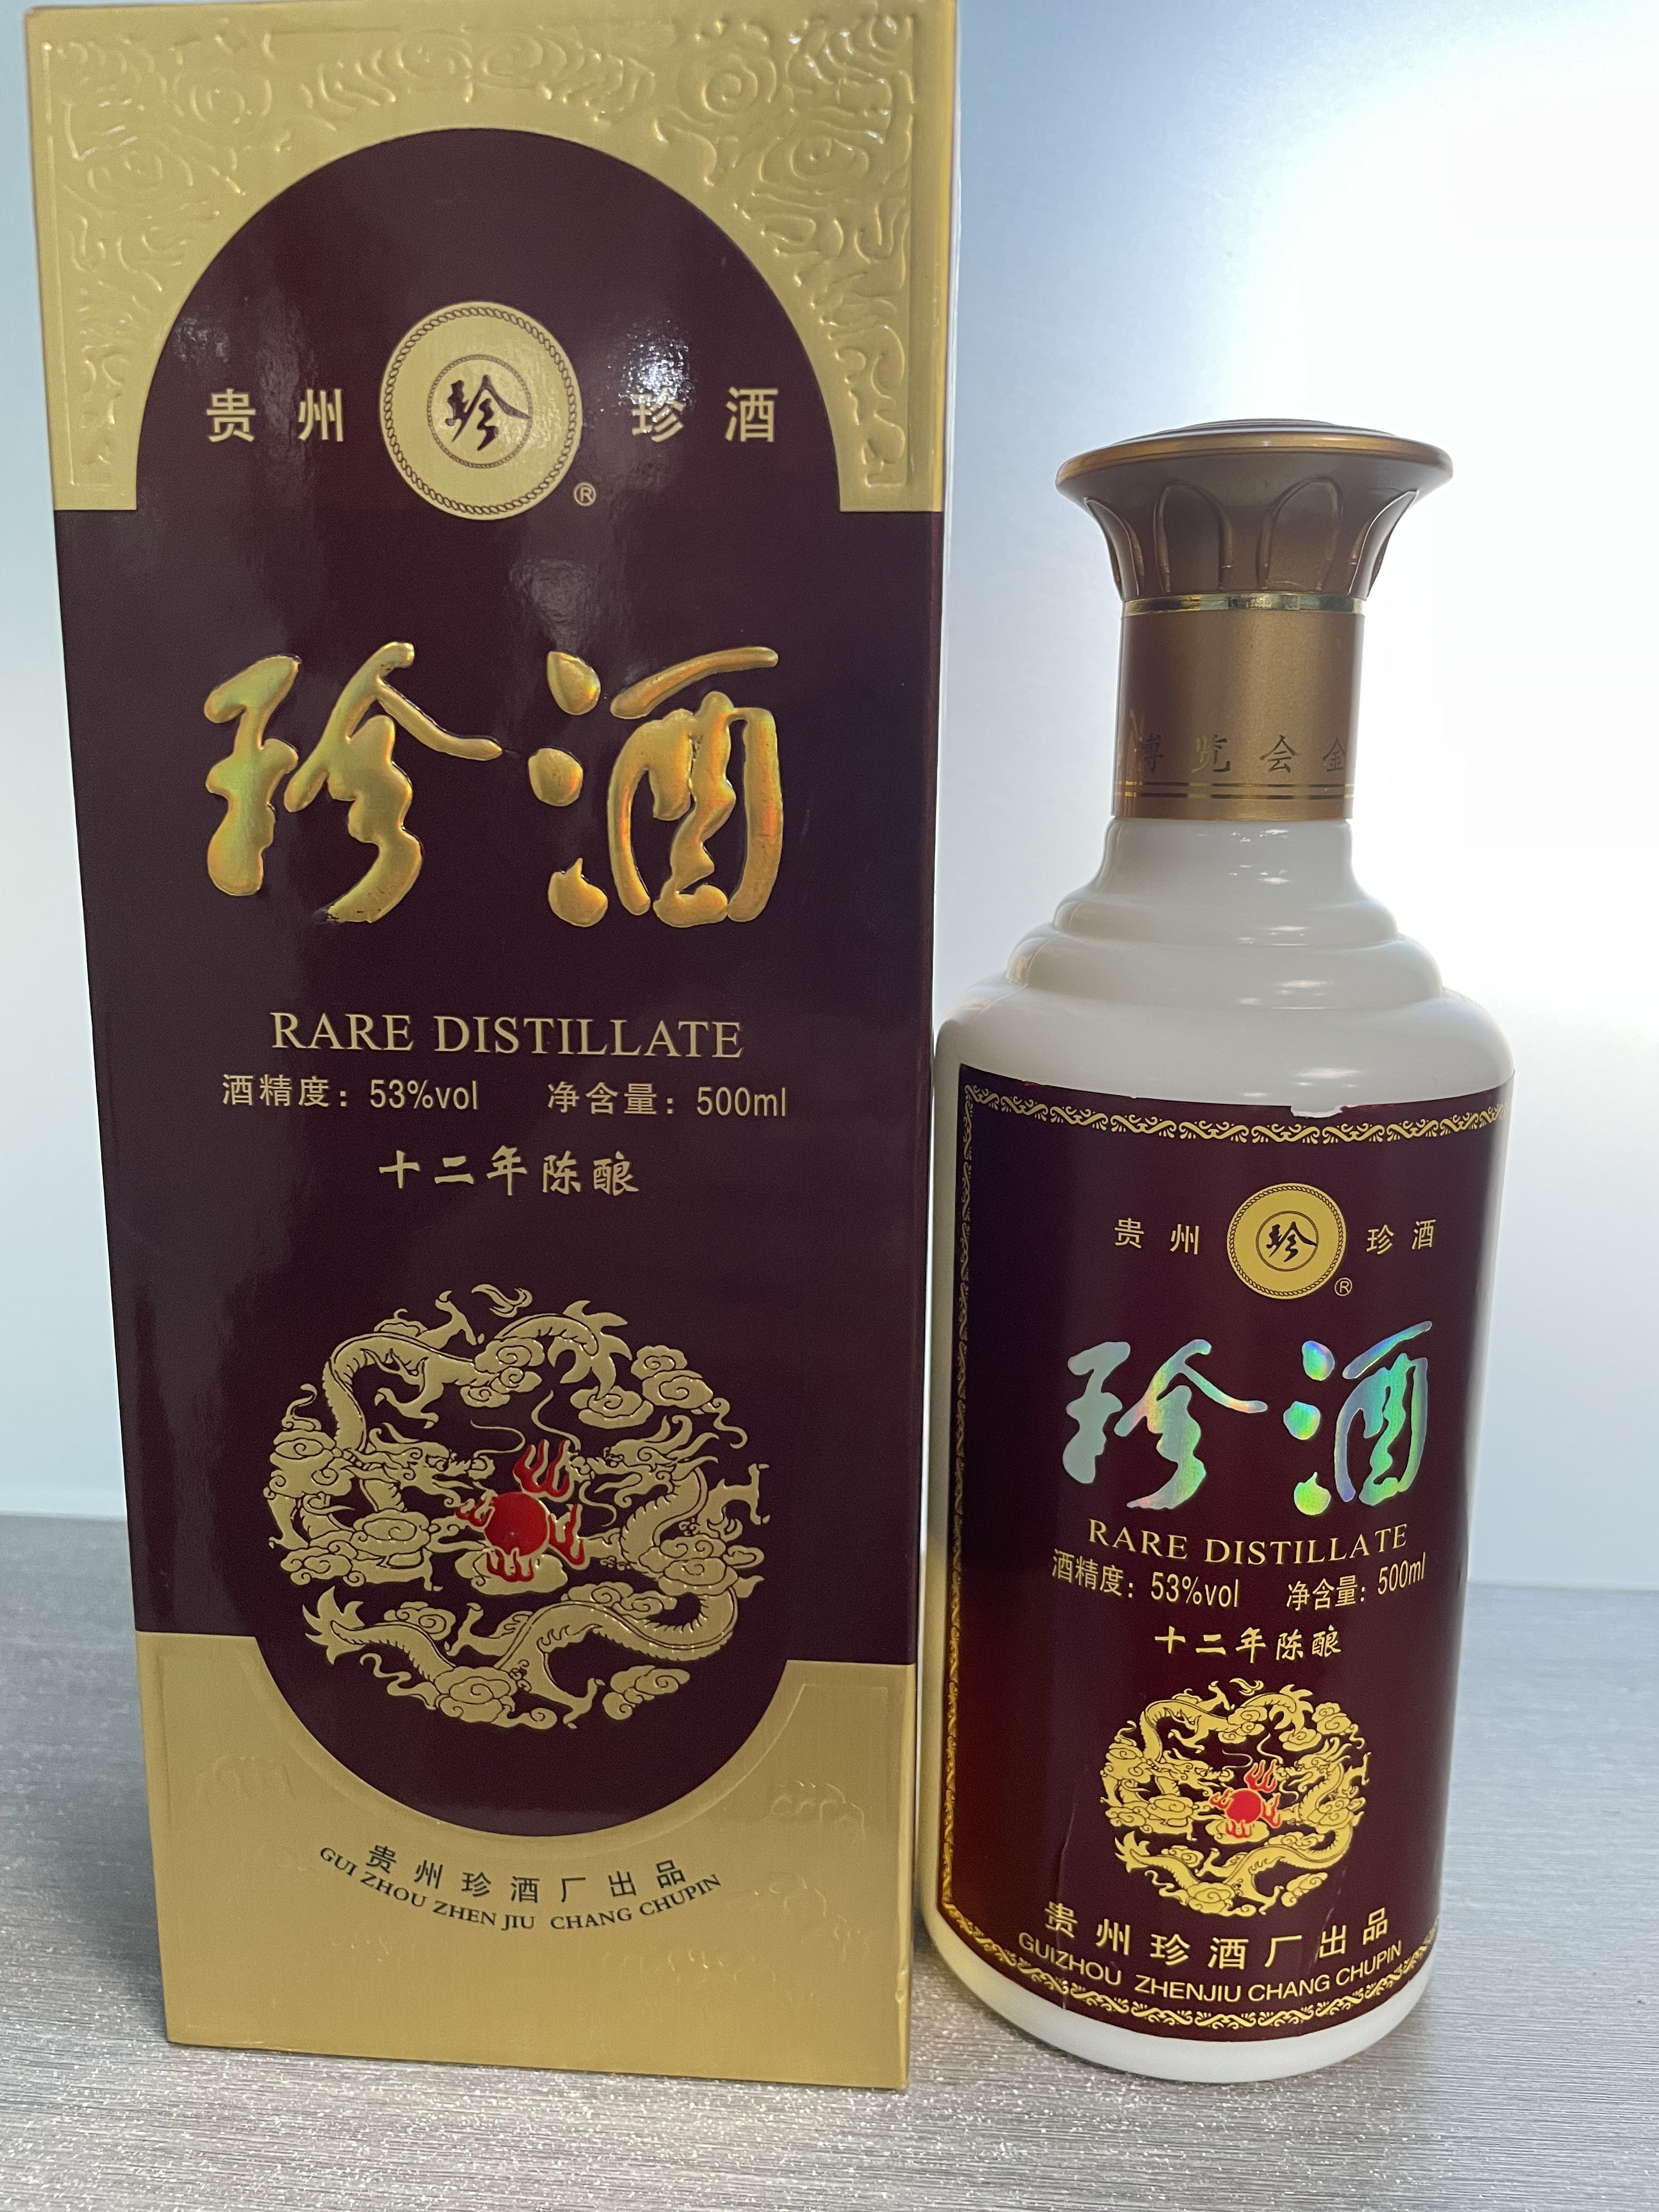 贵州 珍 珍酒
®
珍酒
RARE DISTILLATE
酒精度：53%vol 净含量：500ml
十二年陈酿
贵州珍酒厂出品
GUI ZHOU ZHEN JIU CHANG CHUPIN
博览会金
贵州 珍 珍酒
®
珍酒
RARE DISTILLATE
酒精度：53%vol 净含量：500ml
十二年陈酿
贵州珍酒厂出品
GUIZHOU ZHENJIU CHANG CHUPIN